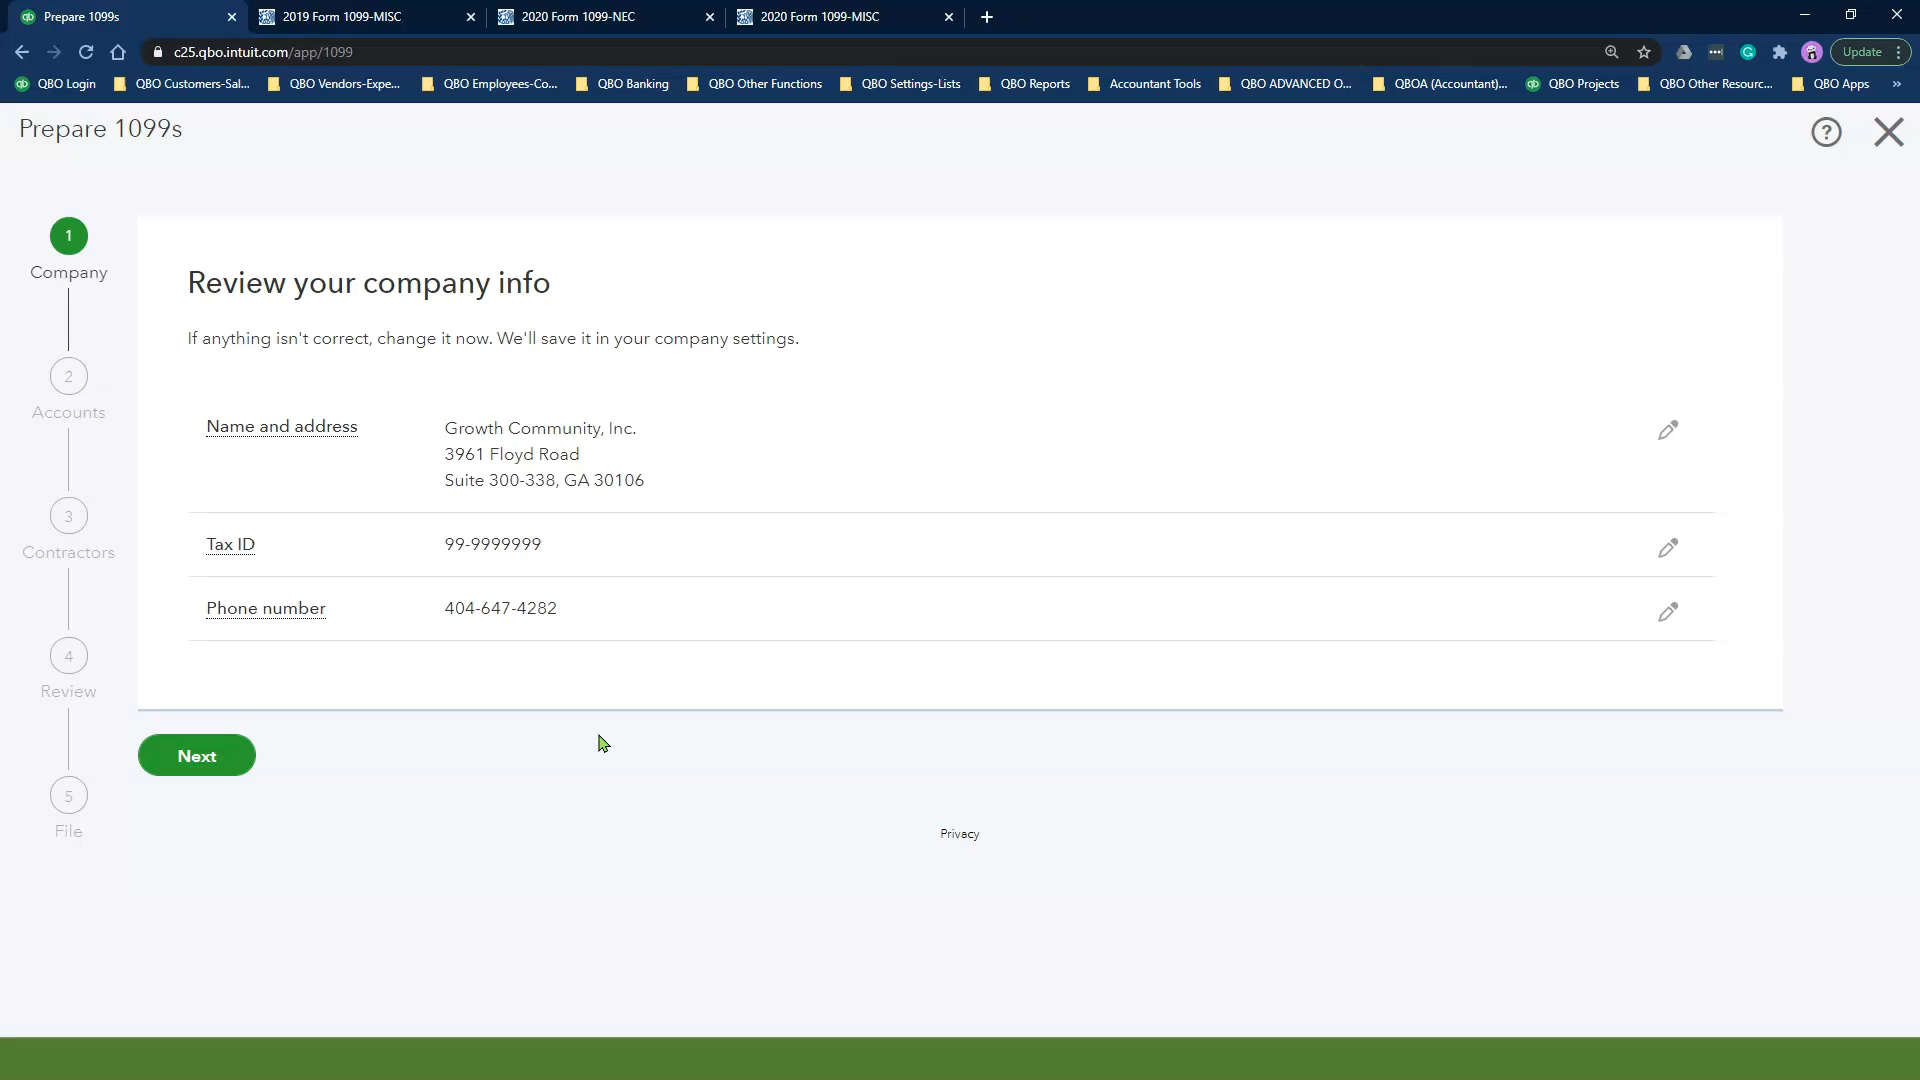 Prepare 1099s
2019 Form 1099-MISC
2020 Form 1099-NEC
2020 Form 1099-MISC
c25.qbo.intuit.com/app/1099
Update
QBO Login
QBO Customers-Sal...
QBO Vendors-Expe...
QBO Employees-Co...
QBO Banking
QBO Other Functions
QBO Settings-Lists
QBO Reports
Accountant Tools
QBO ADVANCED O...
QBOA (Accountant)...
QBO Projects
QBO Other Resourc...
QBO Apps
»
Prepare 1099s
?
1
Company
2
Accounts
3
Contractors
4
Review
5
File
Review your company info
If anything isn't correct, change it now. We'll save it in your company settings.
Name and address
Growth Community, Inc.
3961 Floyd Road
Suite 300-338, GA 30106
Tax ID
99-9999999
Phone number
404-647-4282
Next
Privacy